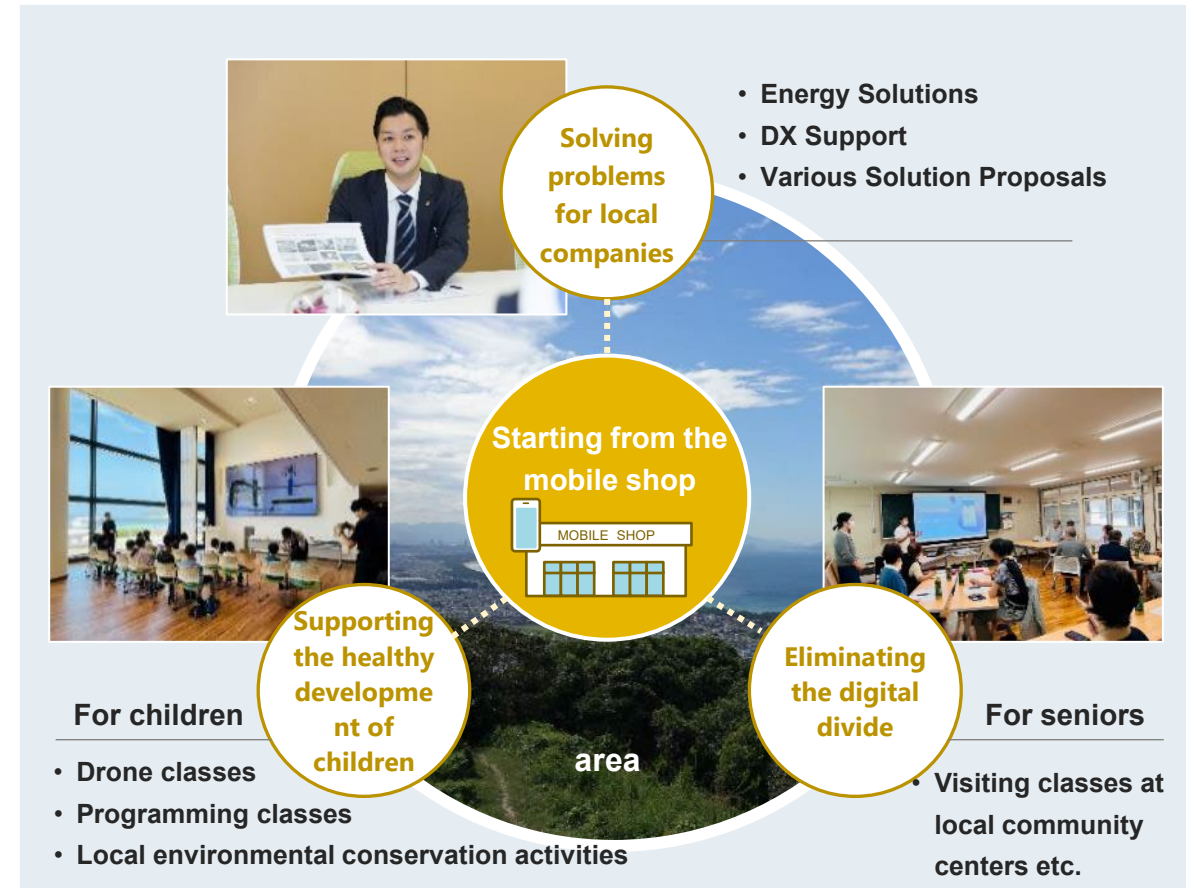 Solving
problems
for local
companies
• Energy Solutions
• DX Support
• Various Solution Proposals
Starting from the
mobile shop
MOBILE SHOP
Supporting
the healthy
developme
nt of
children
Eliminating
the digital
divide
area
For children
• Drone classes
• Programming classes
• Local environmental conservation activities
For seniors
• Visiting classes at
local community
centers etc.